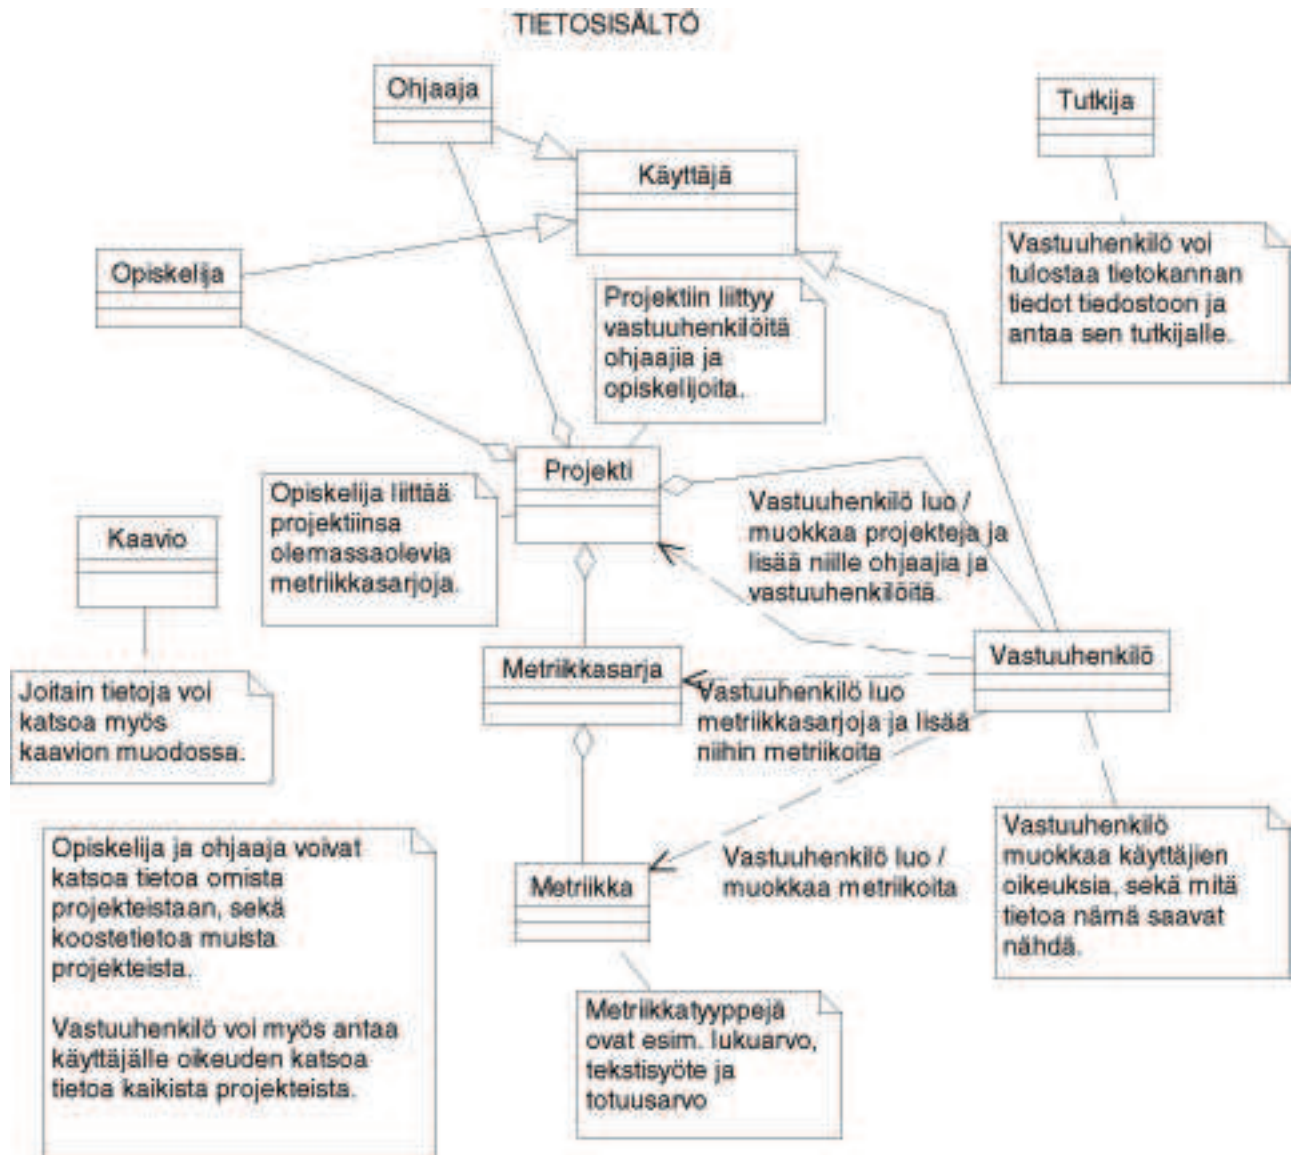 TIETOSISÄLTÖ
Ohjaaja
Tutkija
Käyttäjä
Vastuuhenkilö voi
tulostaa tietokannan
tiedot tiedostoon ja
antaa sen tutkijalle.
Opiskelija
Projektiin liittyy
vastuuhenkilöitä
ohjaajia ja
opiskelijoita.
Projekti
Opiskelija liittää
projektiinsa
olemassaolevia
metriikkasarjoja.
Vastuuhenkilö luo /
muokkaa projekteja ja
lisää niille ohjaajia ja
vastuuhenkilöitä.
Kaavio
Metriikkasarja
Vastuuhenkilö
Joitain tietoja voi
katsoa myös
kaavion muodossa.
Vastuuhenkilö luo
metriikkasarjoja ja lisää
niihin metriikoita
Opiskelija ja ohjaaja voivat
katsoa tietoa omista
projekteistaan, sekä
koostetietoa muista
projekteista.
Vastuuhenkilö voi myös antaa
käyttäjälle oikeuden katsoa
tietoa kaikista projekteista.
Metriikka
Vastuuhenkilö luo /
muokkaa metriikoita
Vastuuhenkilö
muokkaa käyttäjien
oikeuksia, sekä mitä
tietoa nämä saavat
nähdä.
Metriikkatyyppejä
ovat esim. lukuarvo,
tekstisyöte ja
totuusarvo